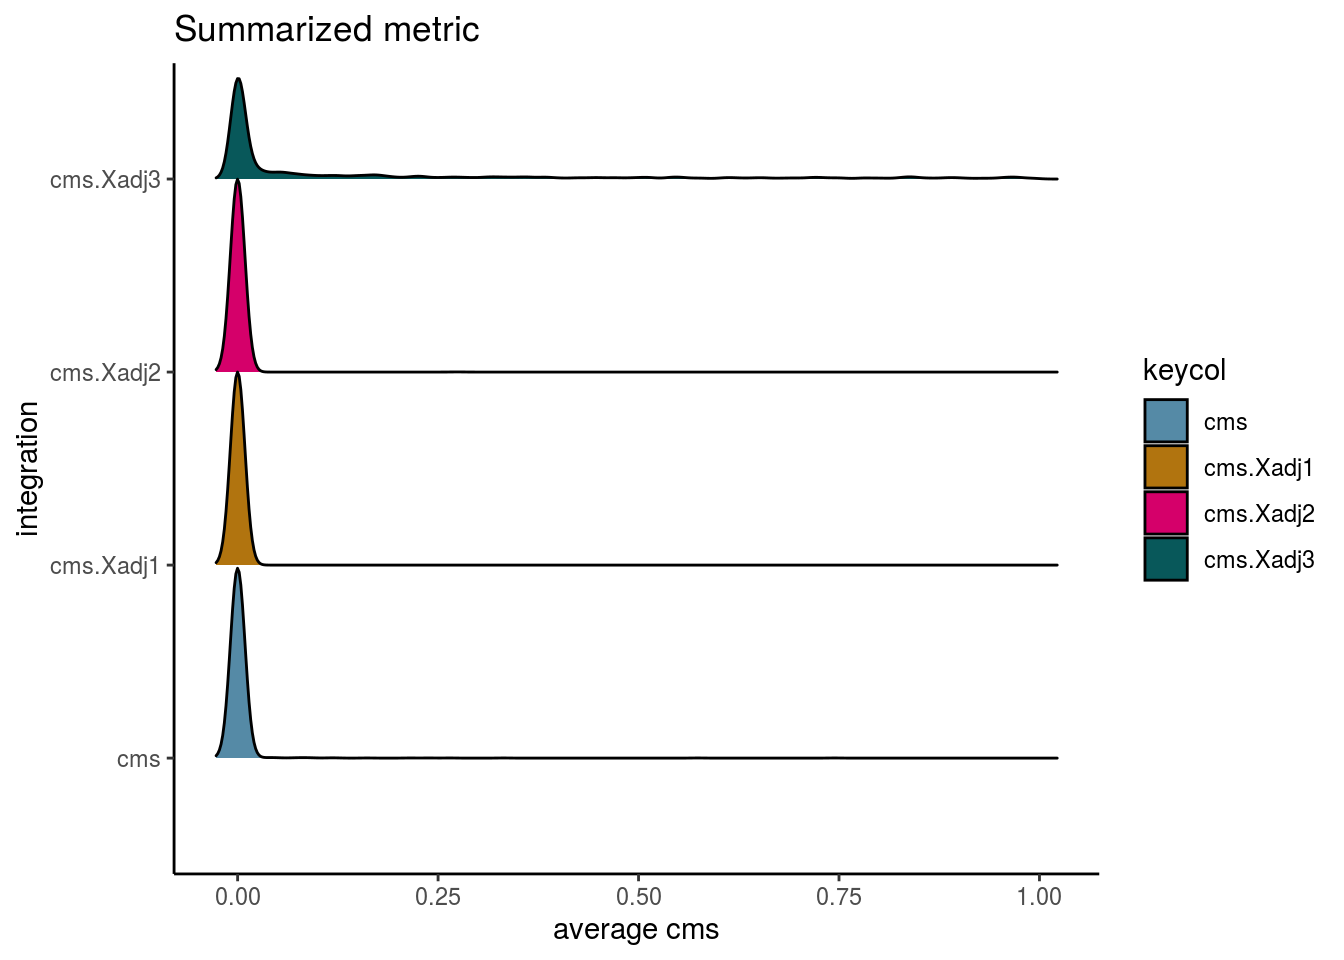 Summarized metric
integration
cms.Xadj3
cms.Xadj2
cms.Xadj1
cms
0.00 0.25 0.50 0.75 1.00
average cms
keycol
cms
cms.Xadj1
cms.Xadj2
cms.Xadj3